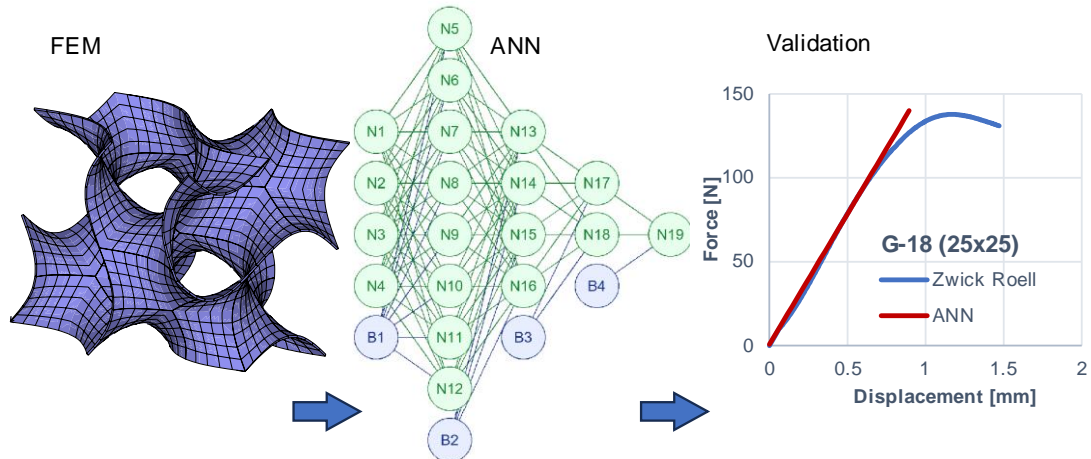 FEM
ANN
Validation
N5
N6
N1
N7
N13
N2
N8
N14
N17
N3
N9
N15
N18
N19
N4
N10
N16
B4
B1
N11
B3
N12
B2
150
100
50
0
Force [N]
G-18 (25x25)
Zwick Roell
ANN
0
0.5
1
1.5
2
Displacement [mm]